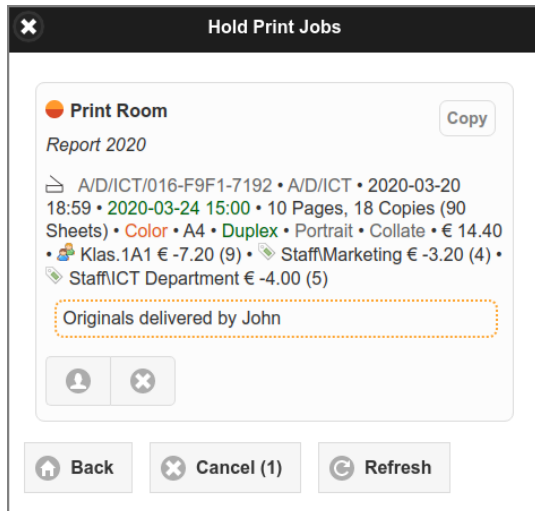 Hold Print Jobs
Print Room
Copy
Report 2020
A/D/ICT/016-F9F1-7192 • A/D/ICT • 2020-03-20
18:59 • 2020-03-24 15:00 • 10 Pages, 18 Copies (90
Sheets) • Color • A4 • Duplex • Portrait • Collate • € 14.40
• Klas.1A1 € -7.20 (9) • Staff\Marketing € -3.20 (4) •
Staff\ICT Department € -4.00 (5)
Originals delivered by John
Back
Cancel (1)
Refresh